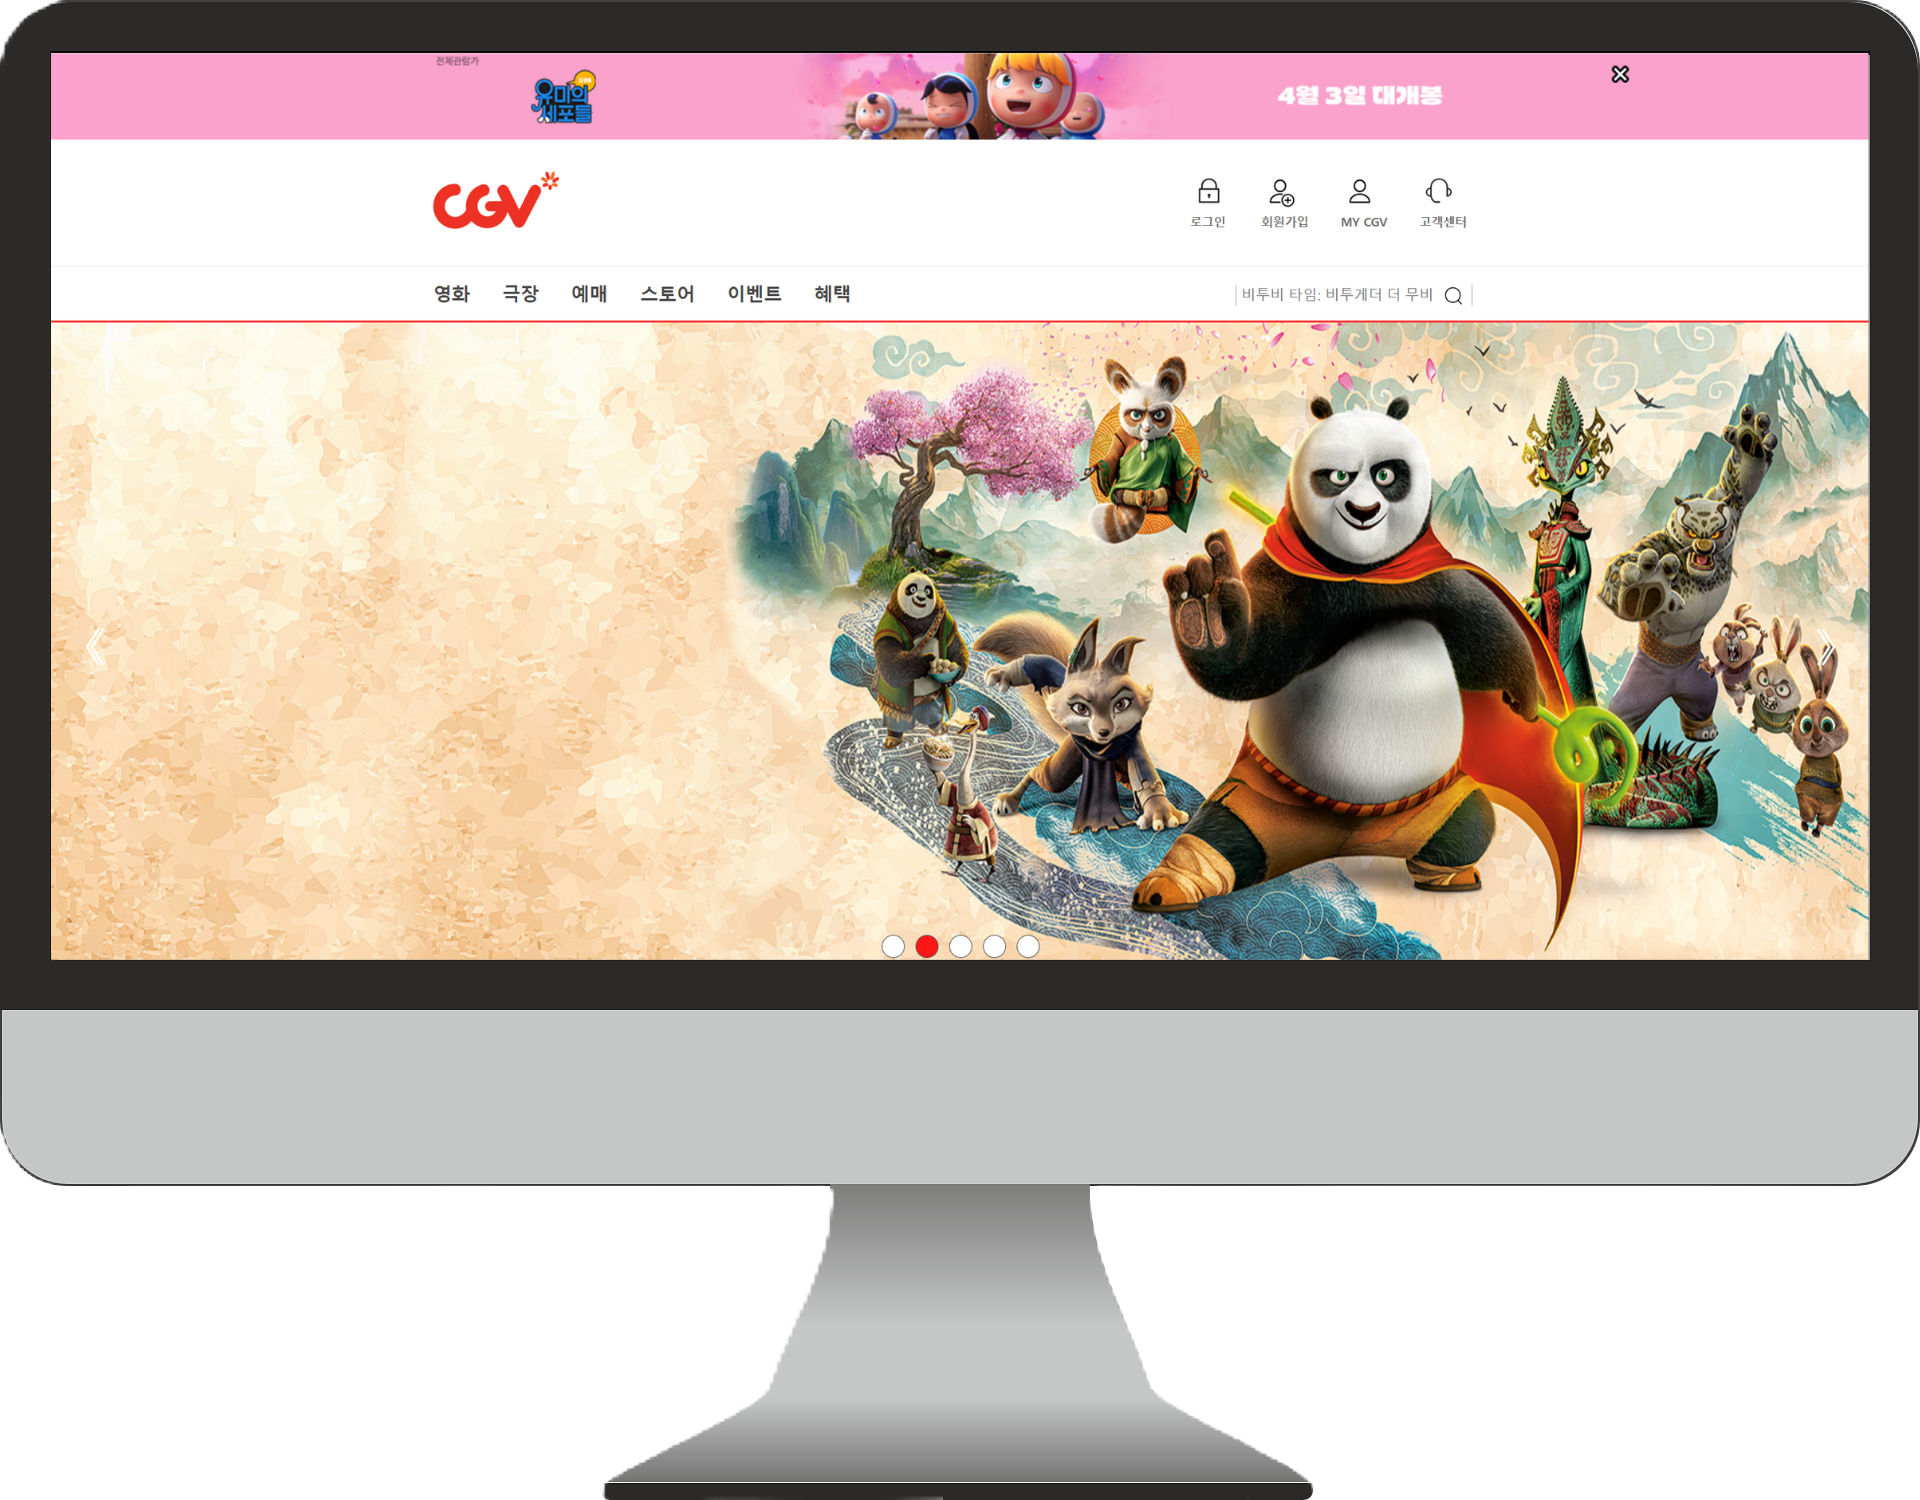 전체관람가
유미의
세포들
4월 3일 대개봉
CGV
로그인 회원가입 MY CGV 고객센터
영화 극장 예매 스토어 이벤트 혜택
비투비 타임: 비투게더 더 무비